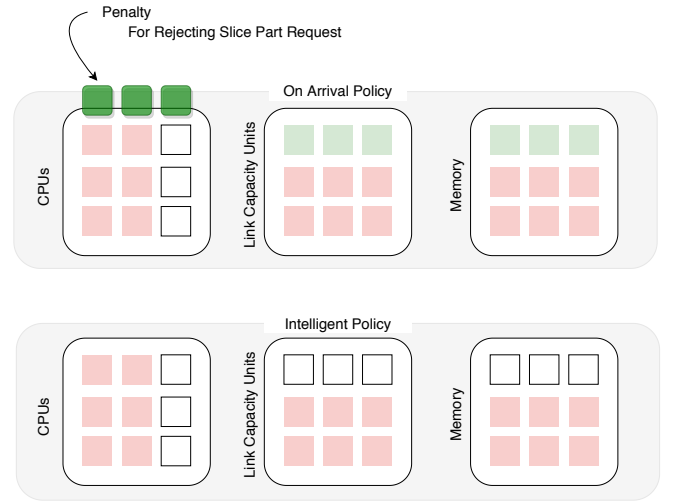 Penalty
For Rejecting Slice Part Request
On Arrival Policy
CPUs
Link Capacity Units
Memory
Intelligent Policy
CPUs
Link Capacity Units
Memory